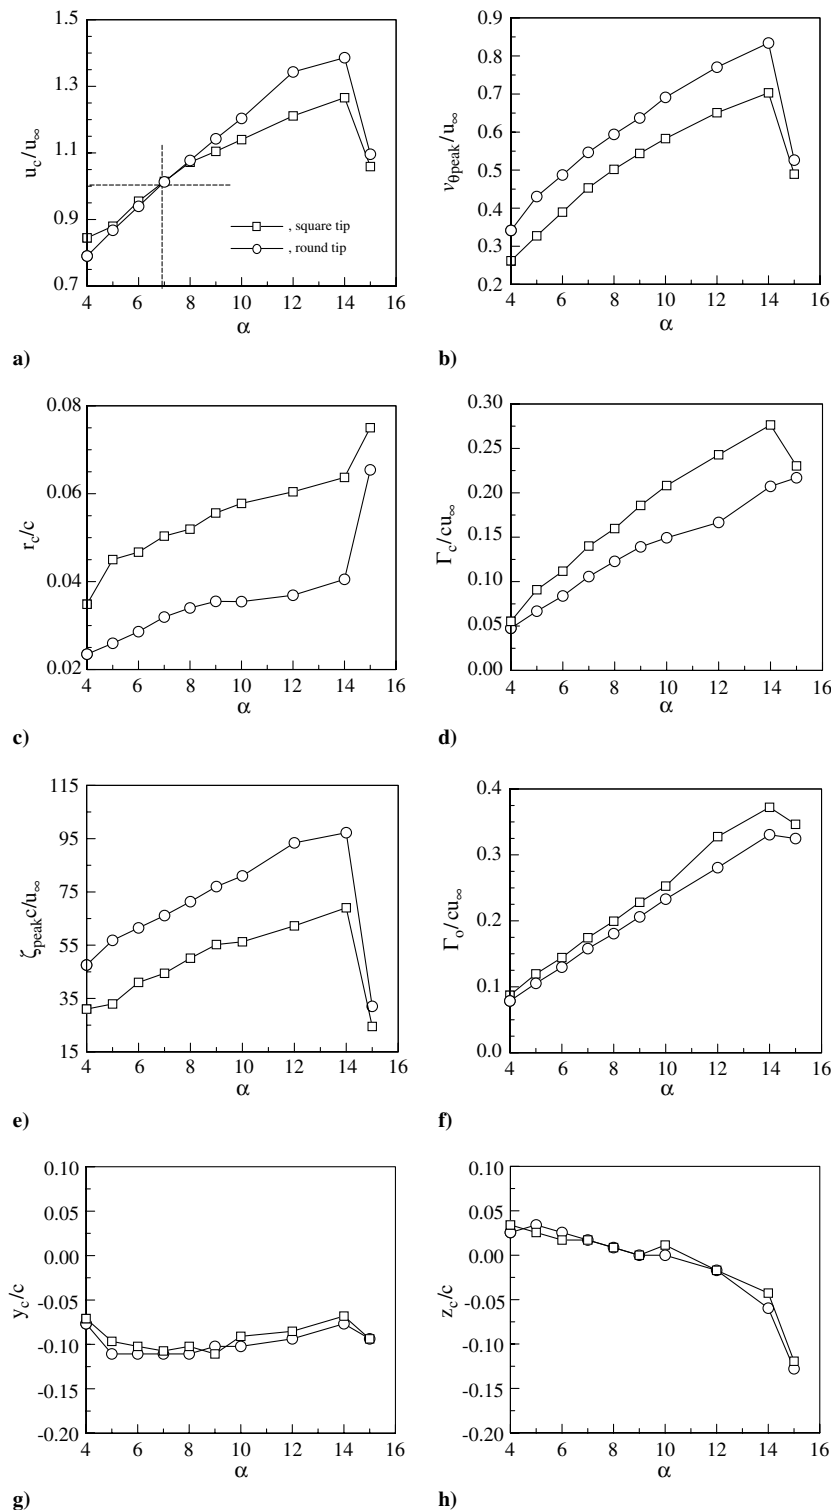 1.5
1.3
1.1
0.9
0.7
u_c/u_∞
4 6 8 10 12 14 16
α
, square tip
, round tip
a)
0.9
0.8
0.7
0.6
0.5
0.4
0.3
0.2
v_θpeak/u_∞
4 6 8 10 12 14 16
α
b)
0.08
0.06
0.04
0.02
r_c/c
4 6 8 10 12 14 16
α
c)
0.30
0.25
0.20
0.15
0.10
0.05
0.00
Γ_c/cu_∞
4 6 8 10 12 14 16
α
d)
115
95
75
55
35
15
ζ_peak c/u_∞
4 6 8 10 12 14 16
α
e)
0.4
0.3
0.2
0.1
0.0
Γ_o/cu_∞
4 6 8 10 12 14 16
α
f)
0.10
0.05
0.00
-0.05
-0.10
-0.15
-0.20
y_c/c
4 6 8 10 12 14 16
α
g)
0.10
0.05
0.00
-0.05
-0.10
-0.15
-0.20
z_c/c
4 6 8 10 12 14 16
α
h)